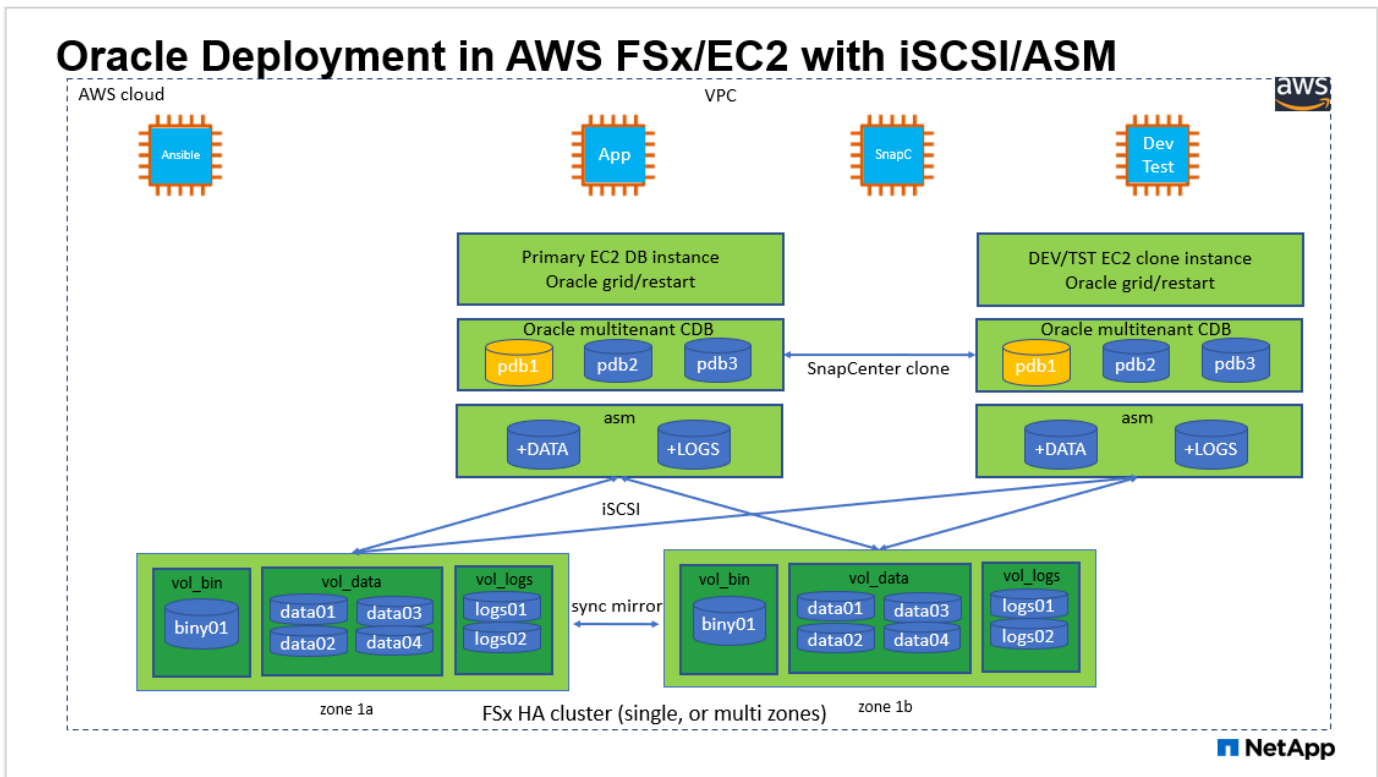 Oracle Deployment in AWS FSx/EC2 with iSCSI/ASM
AWS cloud
VPC
aws
Ansible
App
SnapC
Dev
Test
Primary EC2 DB instance
Oracle grid/restart
DEV/TST EC2 clone instance
Oracle grid/restart
Oracle multitenant CDB
pdb1
pdb2
pdb3
SnapCenter clone
Oracle multitenant CDB
pdb1
pdb2
pdb3
asm
+DATA
+LOGS
asm
+DATA
+LOGS
iSCSI
vol_bin
biny01
vol_data
data01
data03
data02
data04
vol_logs
logs01
logs02
sync mirror
vol_bin
biny01
vol_data
data01
data03
data02
data04
vol_logs
logs01
logs02
zone 1a
FSx HA cluster (single, or multi zones)
zone 1b
NetApp